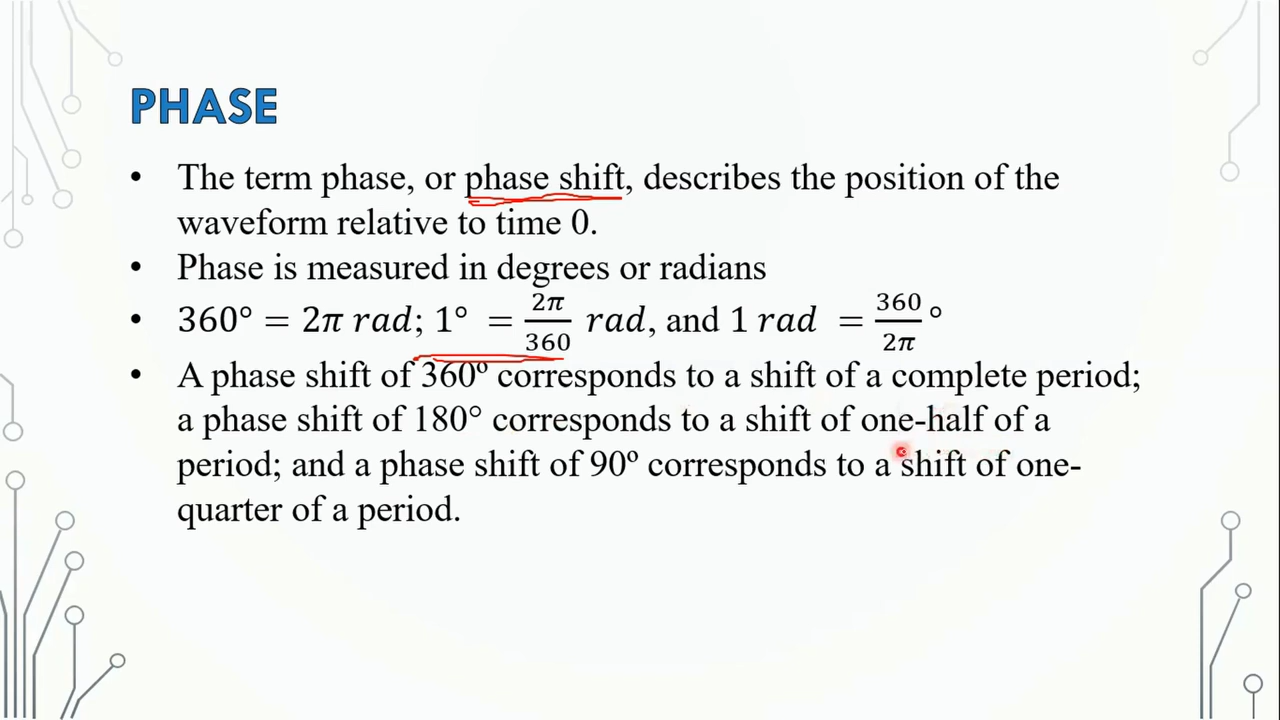 PHASE
• The term phase, or phase shift, describes the position of the
waveform relative to time 0.
• Phase is measured in degrees or radians
• 360° = 2π rad; 1° = 2π/360 rad, and 1 rad = 360/2π °
• A phase shift of 360º corresponds to a shift of a complete period;
a phase shift of 180° corresponds to a shift of one-half of a
period; and a phase shift of 90º corresponds to a shift of one-
quarter of a period.